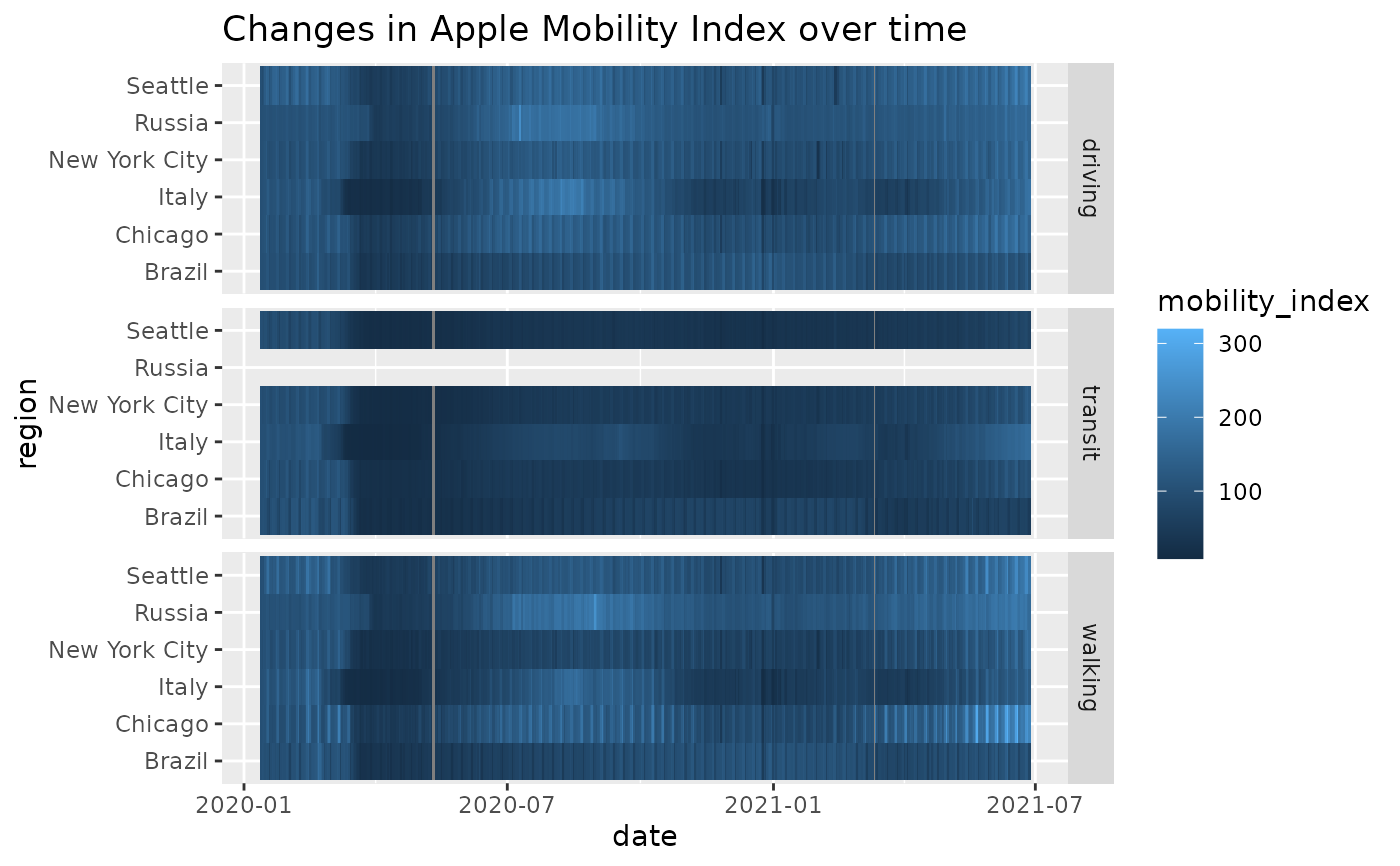 Changes in Apple Mobility Index over time
Seattle
Russia
New York City
Italy
Chicago
Brazil
driving
Seattle
Russia
New York City
Italy
Chicago
Brazil
transit
Seattle
Russia
New York City
Italy
Chicago
Brazil
walking
region
2020-01
2020-07
2021-01
2021-07
date
mobility_index
300
200
100